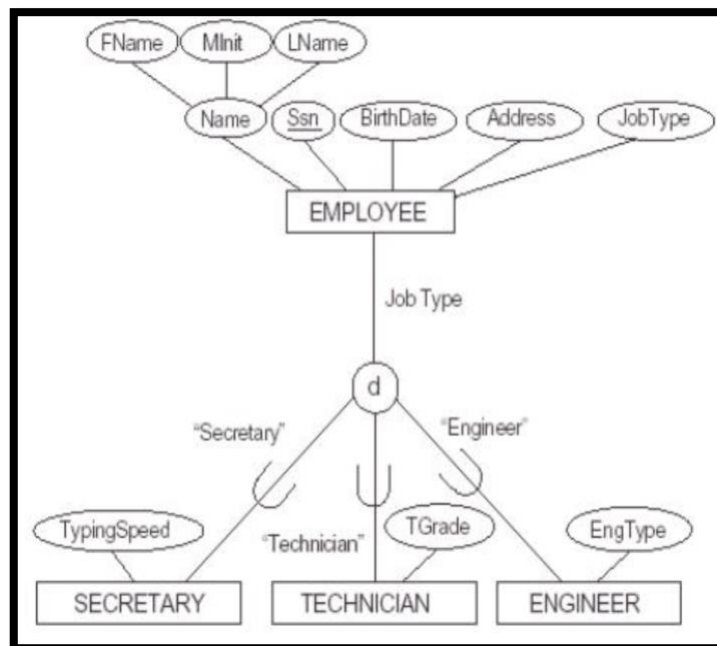 FName MInit LName
Name Ssn BirthDate Address JobType
EMPLOYEE
Job Type
d
“Secretary” “Engineer”
“Technician”
TypingSpeed TGrade EngType
SECRETARY TECHNICIAN ENGINEER